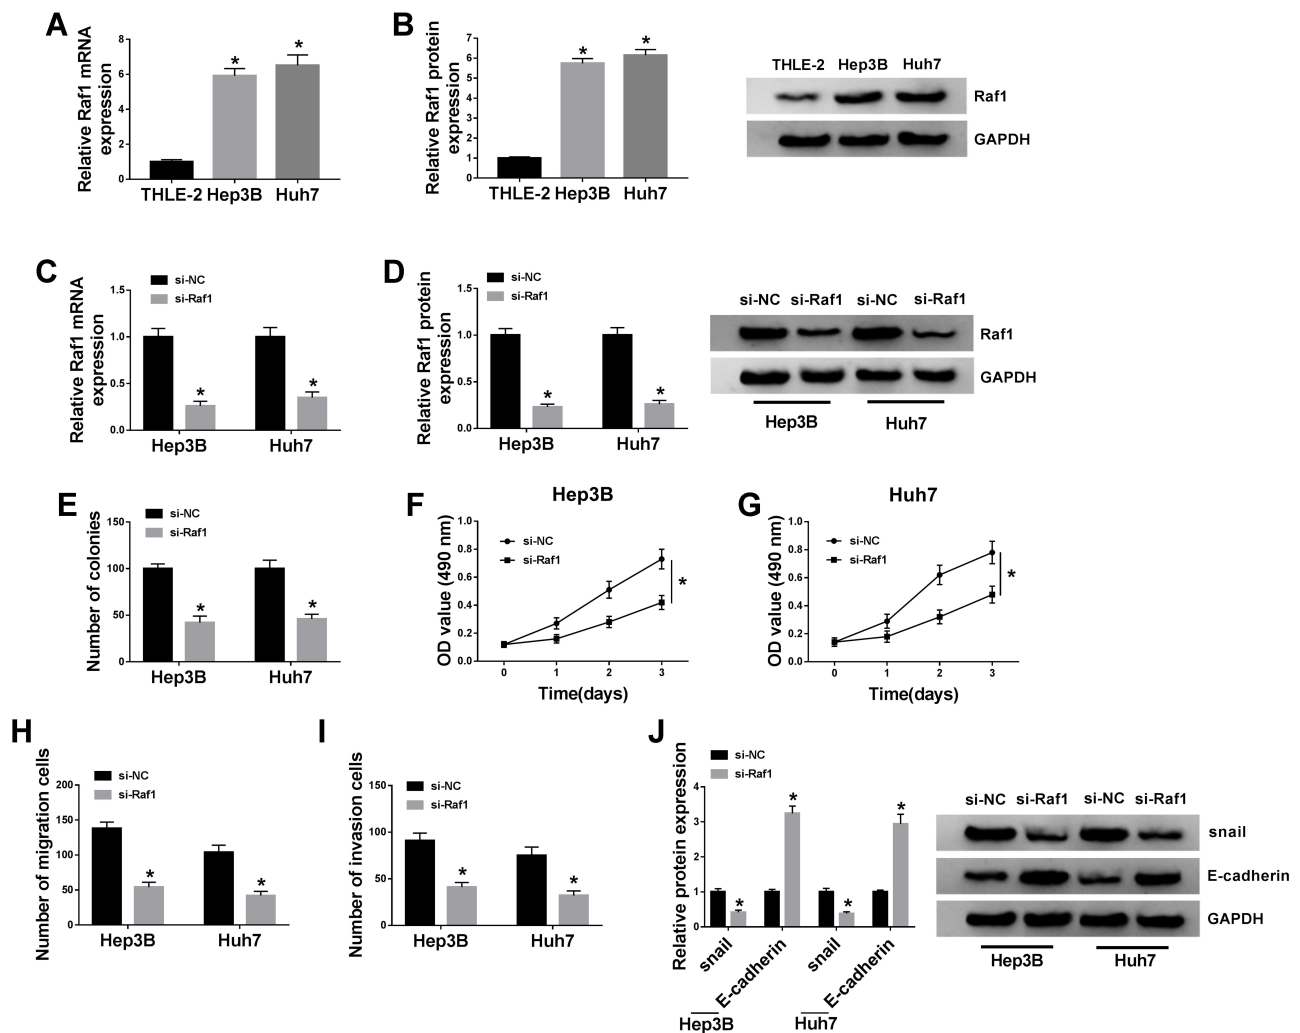 A
Relative Raf1 mRNA
expression
8
6
4
2
0
*
*
THLE-2 Hep3B Huh7
B
Relative Raf1 protein
expression
7
6
5
4
3
2
1
0
*
*
THLE-2 Hep3B Huh7
THLE-2 Hep3B Huh7
Raf1
GAPDH
C
Relative Raf1 mRNA
expression
si-NC
si-Raf1
1.5
1.0
0.5
0.0
*
*
Hep3B Huh7
D
Relative Raf1 protein
expression
si-NC
si-Raf1
1.5
1.0
0.5
0.0
*
*
Hep3B Huh7
si-NC si-Raf1 si-NC si-Raf1
Raf1
GAPDH
Hep3B Huh7
E
Number of colonies
si-NC
si-Raf1
150
100
50
0
*
*
Hep3B Huh7
F
Hep3B
OD value (490 nm)
1.0
0.8
0.6
0.4
0.2
0.0
si-NC
si-Raf1
*
0 1 2 3
Time(days)
G
Huh7
OD value (490 nm)
1.0
0.8
0.6
0.4
0.2
0.0
si-NC
si-Raf1
*
0 1 2 3
Time(days)
H
Number of migration cells
si-NC
si-Raf1
200
150
100
50
0
*
*
Hep3B Huh7
I
Number of invasion cells
si-NC
si-Raf1
150
100
50
0
*
*
Hep3B Huh7
J
Relative protein expression
si-NC
si-Raf1
4
3
2
1
0
*
*
*
*
snail E-cadherin snail E-cadherin
Hep3B Huh7
si-NC si-Raf1 si-NC si-Raf1
snail
E-cadherin
GAPDH
Hep3B Huh7